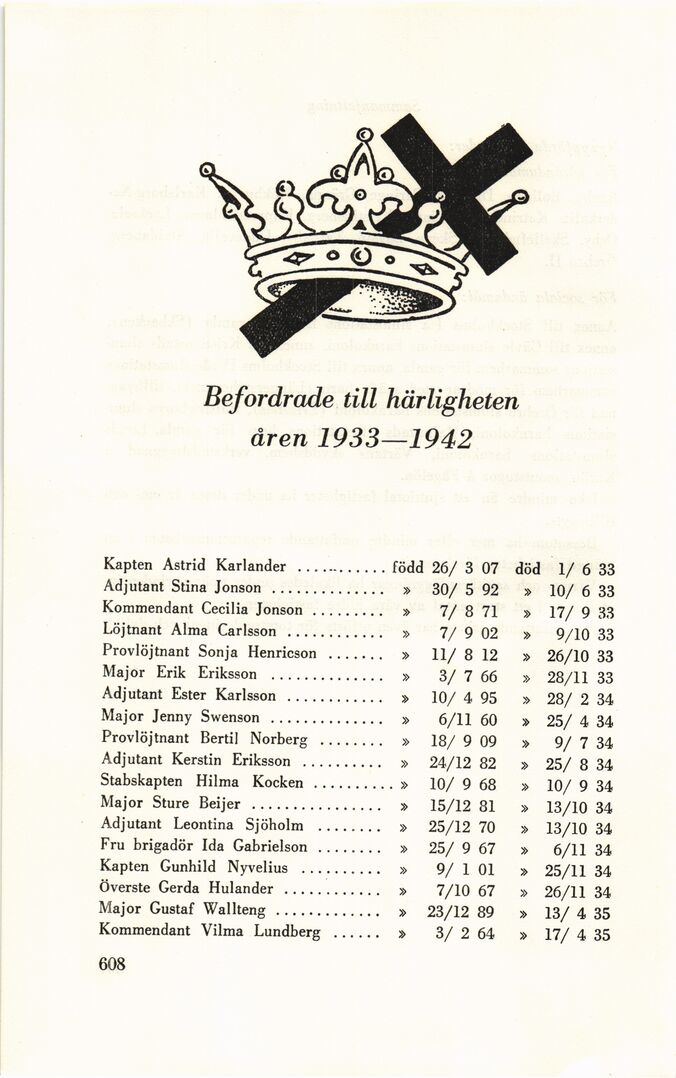 Befordrade till härligheten
åren 1933—1942
Kapten Astrid Karlander ........... född 26/ 3 07 död 1/ 6 33
Adjutant Stina Jonson ............... » 30/ 5 92 » 10/ 6 33
Kommendant Cecilia Jonson .......... » 7/ 8 71 » 17/ 9 33
Löjtnant Alma Carlsson ............. » 7/ 9 02 » 9/10 33
Provlöjtnant Sonja Henricson ....... » 11/ 8 12 » 26/10 33
Major Erik Eriksson ............... » 3/ 7 66 » 28/11 33
Adjutant Ester Karlsson ............ » 10/ 4 95 » 28/ 2 34
Major Jenny Swenson ............... » 6/11 60 » 25/ 4 34
Provlöjtnant Bertil Norberg ........ » 18/ 9 09 » 9/ 7 34
Adjutant Kerstin Eriksson .......... » 24/12 82 » 25/ 8 34
Stabskapten Hilma Kocken .......... » 10/ 9 68 » 10/ 9 34
Major Sture Beijer ................ » 15/12 81 » 13/10 34
Adjutant Leontina Sjöholm ........ » 25/12 70 » 13/10 34
Fru brigadör Ida Gabrielson ........ » 25/ 9 67 » 6/11 34
Kapten Gunhild Nyvelius .......... » 9/ 1 01 » 25/11 34
Överste Gerda Hulander ............ » 7/10 67 » 26/11 34
Major Gustaf Wallteng ............. » 23/12 89 » 13/ 4 35
Kommendant Vilma Lundberg ...... » 3/ 2 64 » 17/ 4 35
608